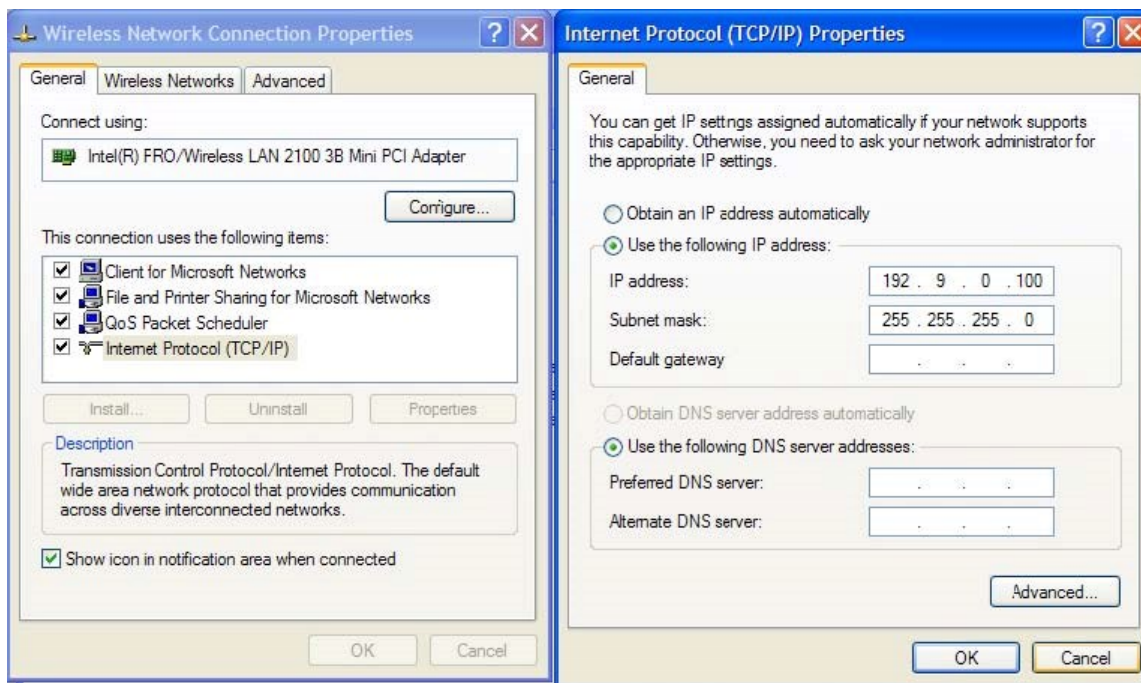 Wireless Network Connection Properties
General
Wireless Networks
Advanced
Connect using:
Intel(R) PRO/Wireless LAN 2100 3B Mini PCI Adapter
Configure...
This connection uses the following items:
Client for Microsoft Networks
File and Printer Sharing for Microsoft Networks
QoS Packet Scheduler
Internet Protocol (TCP/IP)
Install...
Uninstall
Properties
Description
Transmission Control Protocol/Internet Protocol. The default
wide area network protocol that provides communication
across diverse interconnected networks.
Show icon in notification area when connected
OK
Cancel
Internet Protocol (TCP/IP) Properties
General
You can get IP settings assigned automatically if your network supports
this capability. Otherwise, you need to ask your network administrator for
the appropriate IP settings.
Obtain an IP address automatically
Use the following IP address:
IP address: 192 . 9 . 0 . 100
Subnet mask: 255 . 255 . 255 . 0
Default gateway . . .
Obtain DNS server address automatically
Use the following DNS server addresses:
Preferred DNS server: . . .
Alternate DNS server: . . .
Advanced...
OK
Cancel